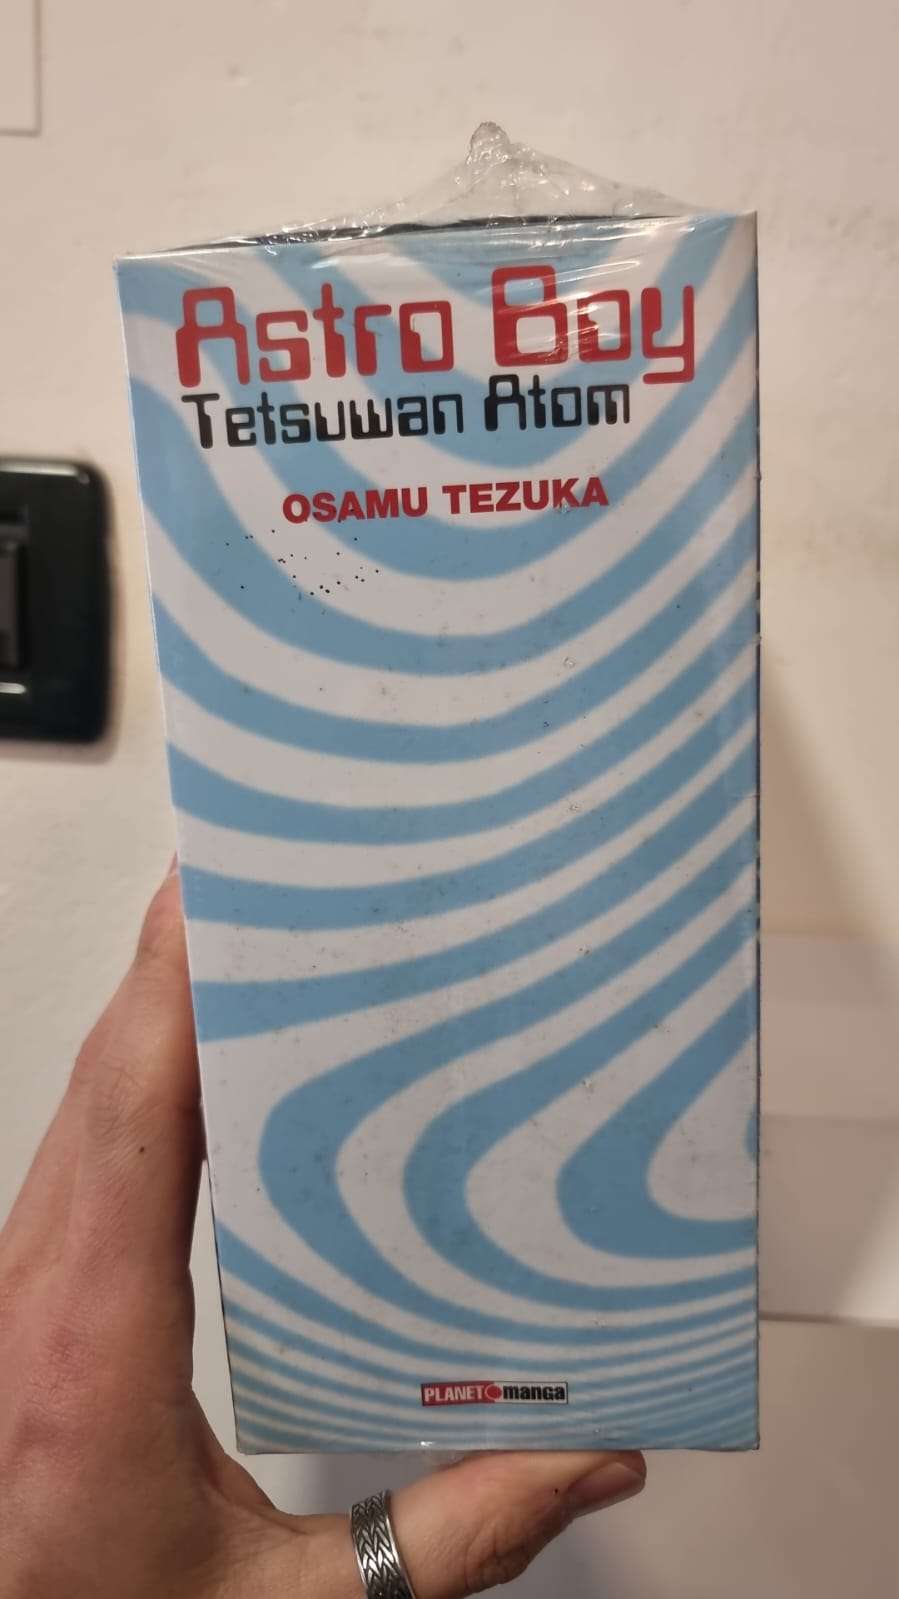 Astro Boy
Tetsuwan Atom
OSAMU TEZUKA
PLANET manga